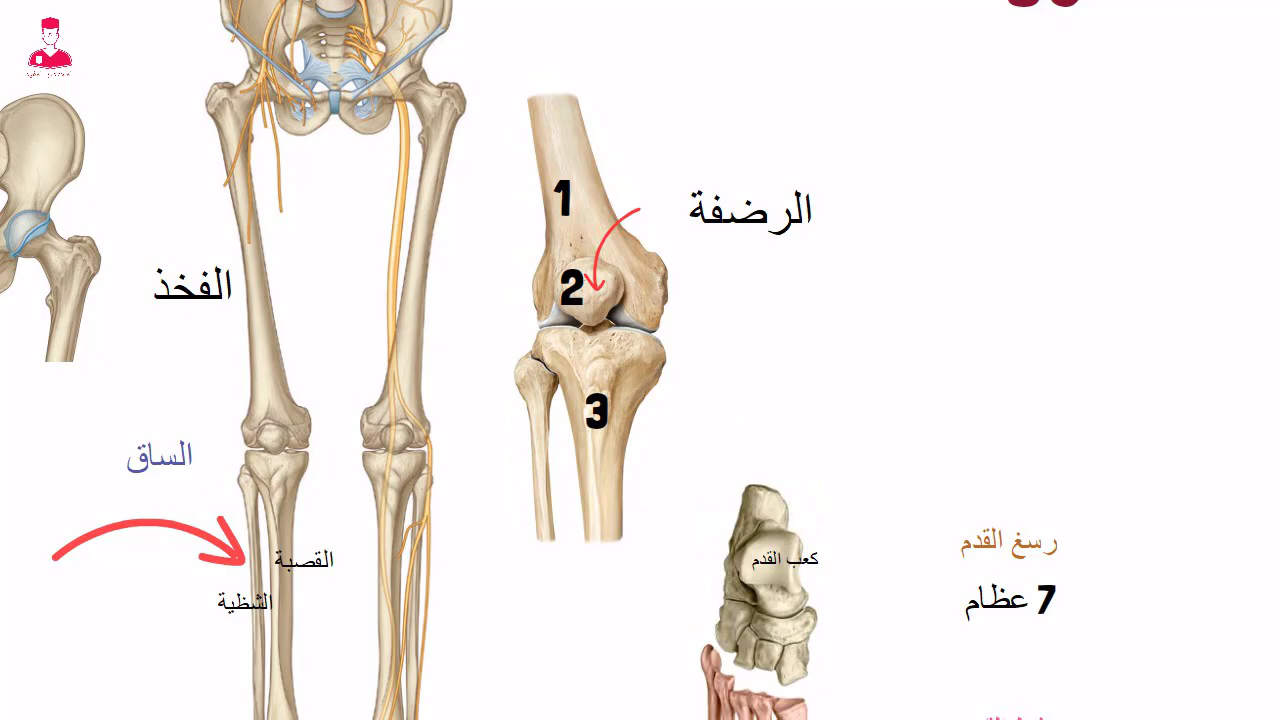 1
الرضفة
2
الفخذ
3
الساق
رسغ القدم
القصبة
كعب القدم
7 عظام
الشظية